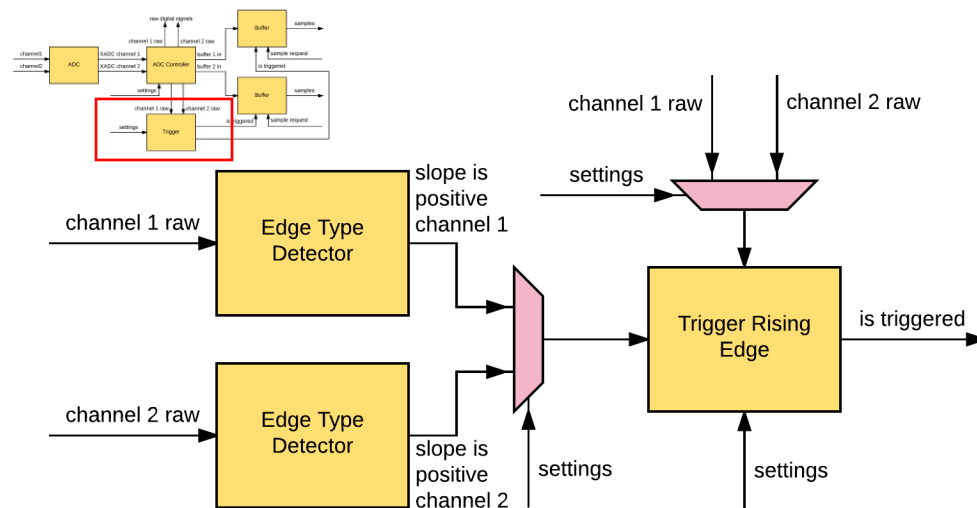 raw digital signals
channel 1 raw
channel 2 raw
channel1
channel2
ADC
XADC channel 1
XADC channel 2
ADC Controller
buffer 1 in
buffer 2 in
Buffer
samples
sample request
is triggered
settings
channel 1 raw
channel 2 raw
Buffer
samples
sample request
is triggered
settings
Trigger
channel 1 raw
channel 2 raw
settings
channel 1 raw
Edge Type
Detector
slope is
positive
channel 1
Trigger Rising
Edge
is triggered
channel 2 raw
Edge Type
Detector
slope is
positive
channel 2
settings
settings